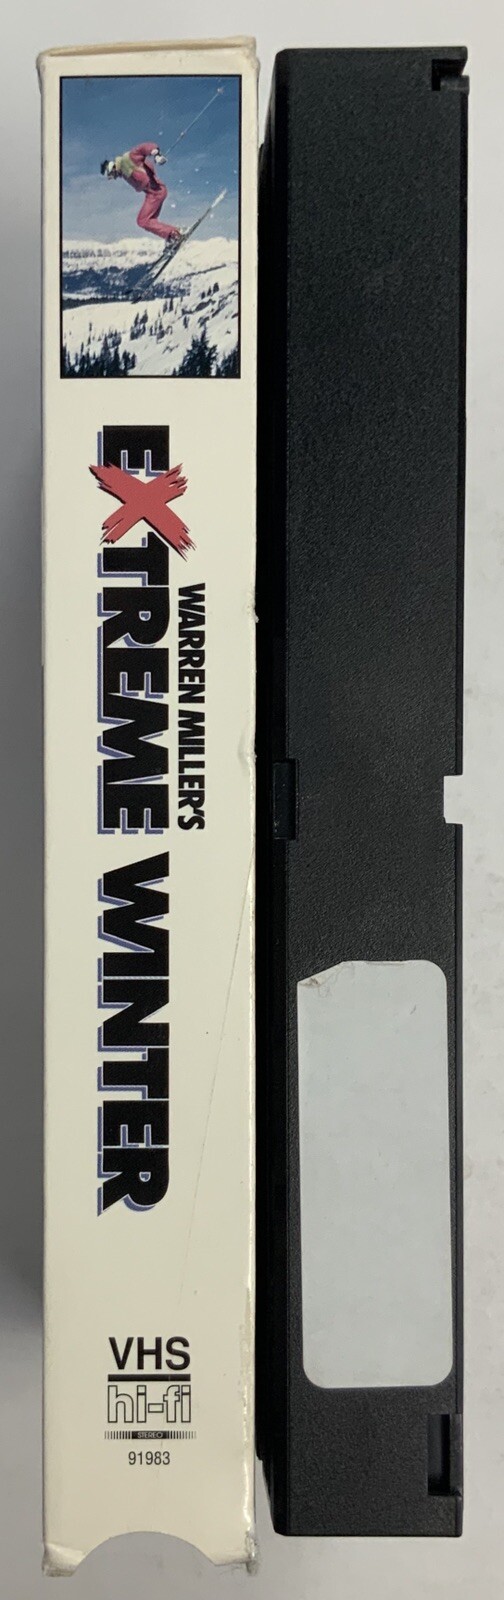 WARREN MILLER'S
EXTREME WINTER
VHS
hi-fi
STEREO
91983